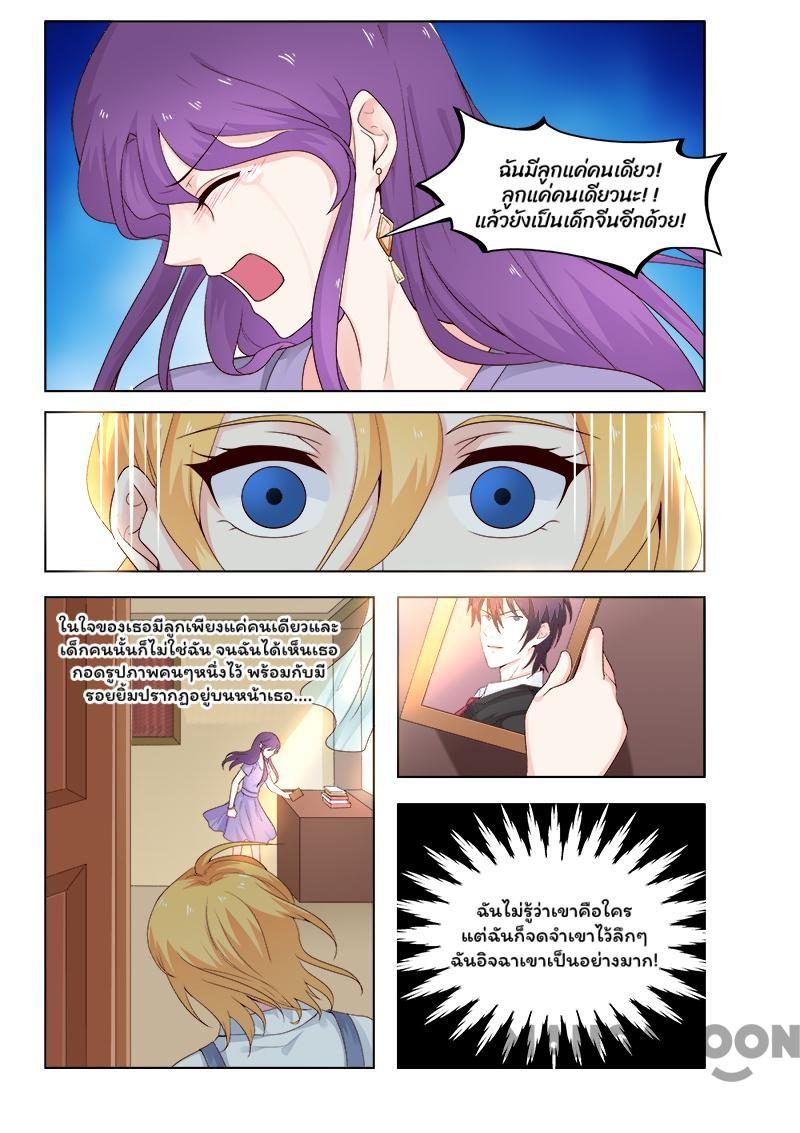 ฉันมีลูกแค่คนเดียว!
ลูกแค่คนเดียวนะ! !
แล้วยังเป็นเด็กจีนอีกด้วย!
ในใจของเธอมีลูกเพียงแค่คนเดียวและ
เด็กคนนั้นก็ไม่ใช่ฉัน จนฉันได้เห็นเธอ
กอดรูปภาพคนๆหนึ่งไว้ พร้อมกับมี
รอยยิ้มปรากฏอยู่บนหน้าเธอ....
ฉันไม่รู้ว่าเขาคือใคร
แต่ฉันก็จดจำเขาไว้ลึกๆ
ฉันอิจฉาเขาเป็นอย่างมาก!